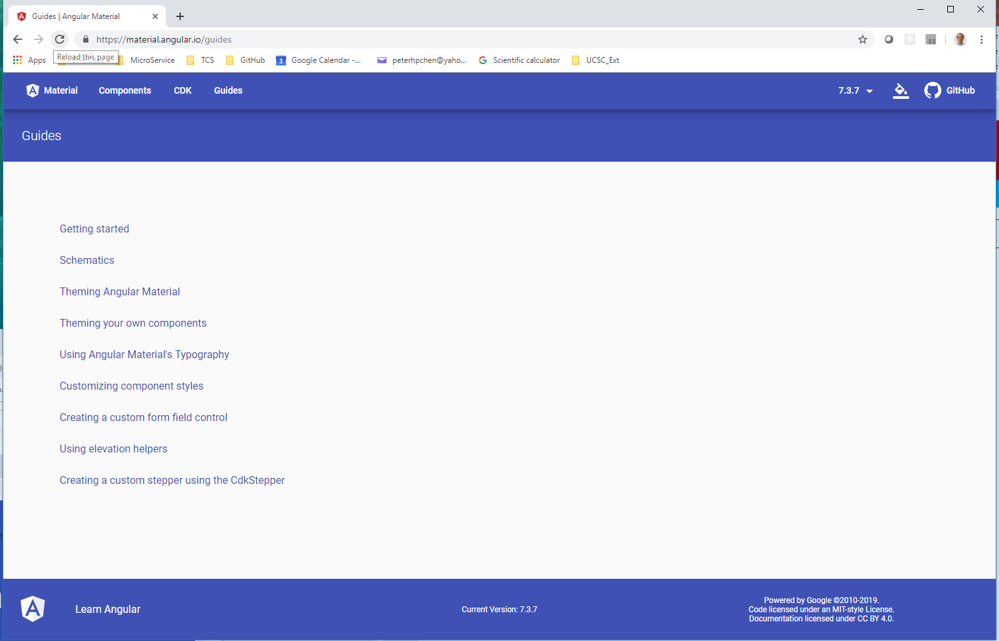 Guides | Angular Material
https://material.angular.io/guides
Reload this page
Apps
MicroService
TCS
GitHub
3
Google Calendar -...
peterhpchen@yaho...
Scientific calculator
UCSC_Ext
ES
Material
Components
CDK
Guides
7.3.7
GitHub
Guides
Getting started
Schematics
Theming Angular Material
Theming your own components
Using Angular Material's Typography
Customizing component styles
Creating a custom form field control
Using elevation helpers
Creating a custom stepper using the CdkStepper
Learn Angular
Current Version: 7.3.7
Powered by Google ©2010-2019.
Code licensed under an MIT-style License.
Documentation licensed under CC BY 4.0.